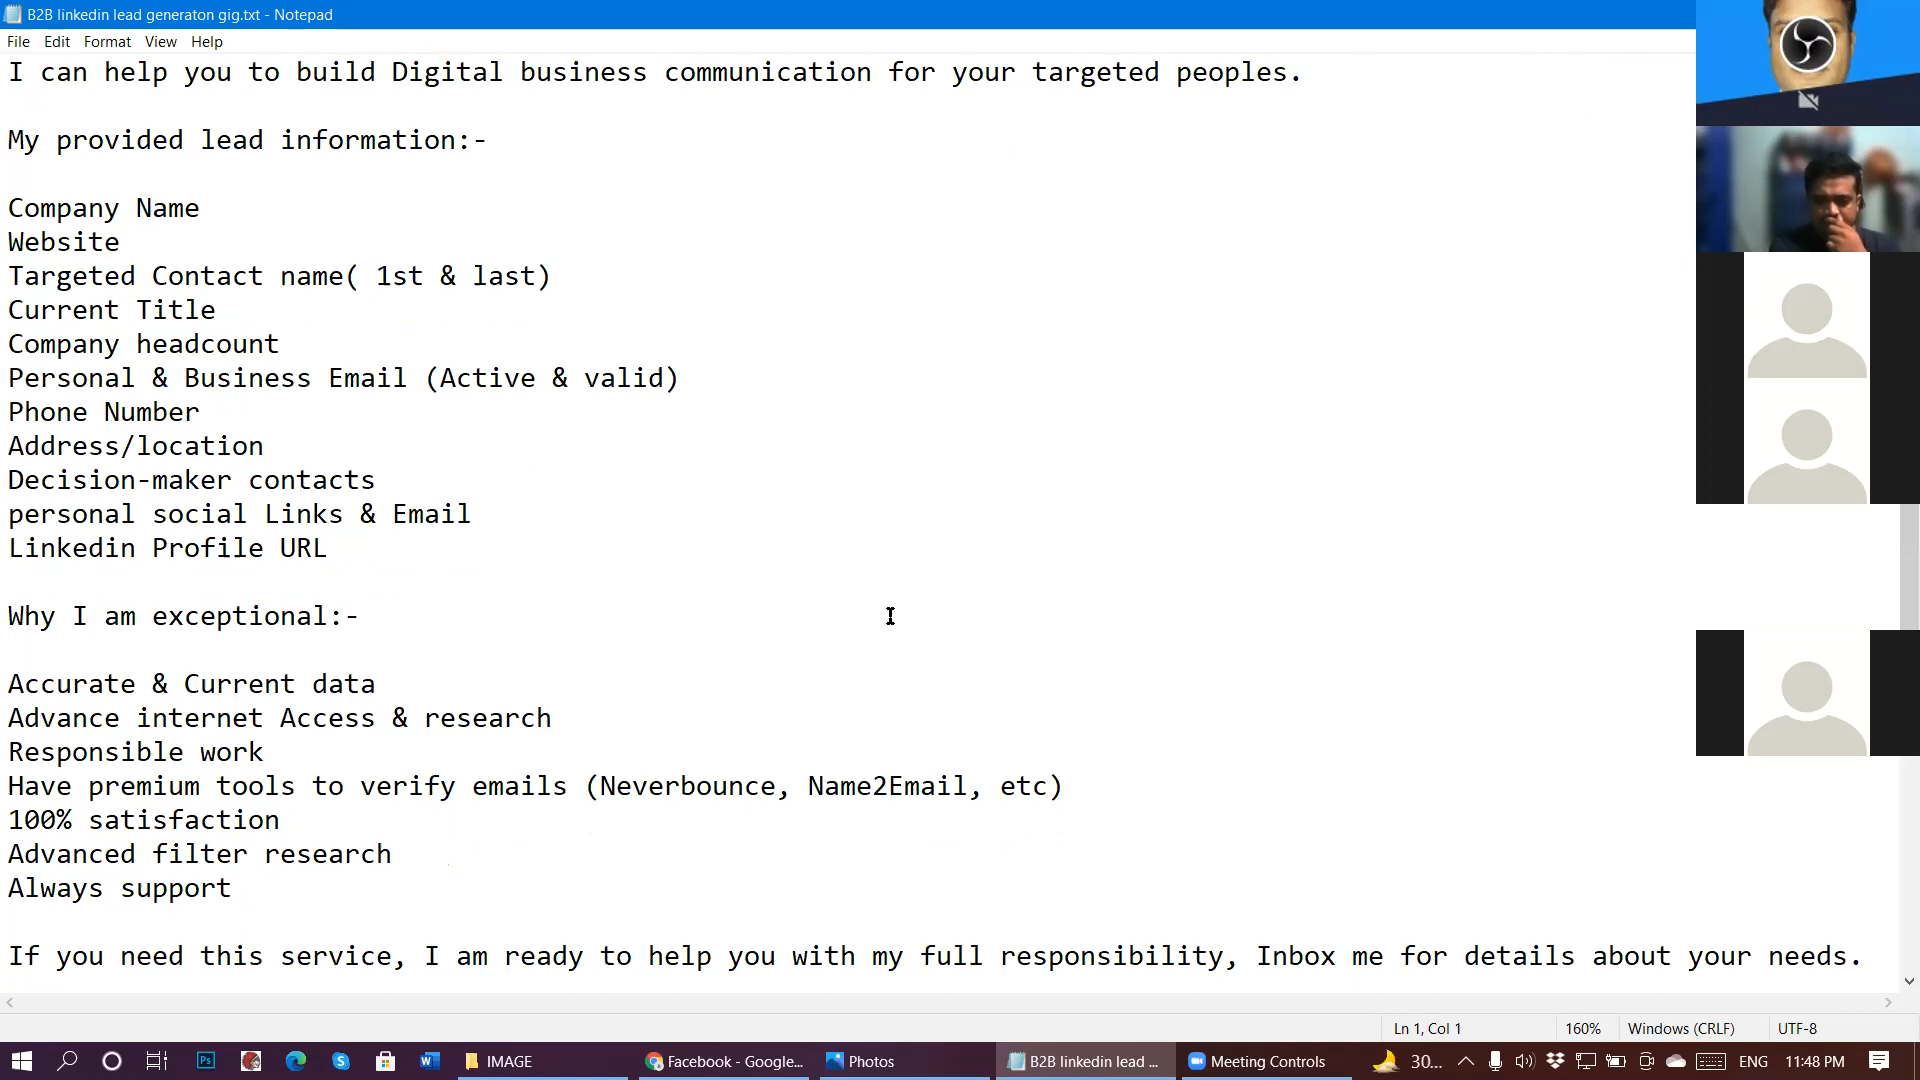 B2B linkedin lead generaton gig.txt - Notepad
File Edit Format View Help
I can help you to build Digital business communication for your targeted peoples.
My provided lead information:-
Company Name
Website
Targeted Contact name( 1st & last)
Current Title
Company headcount
Personal & Business Email (Active & valid)
Phone Number
Address/location
Decision-maker contacts
personal social Links & Email
Linkedin Profile URL
Why I am exceptional:-
Accurate & Current data
Advance internet Access & research
Responsible work
Have premium tools to verify emails (Neverbounce, Name2Email, etc)
100% satisfaction
Advanced filter research
Always support
If you need this service, I am ready to help you with my full responsibility, Inbox me for details about your needs.
Ln 1, Col 1 160% Windows (CRLF) UTF-8
IMAGE Facebook - Google... Photos B2B linkedin lead ... Meeting Controls 30... ENG 11:48 PM